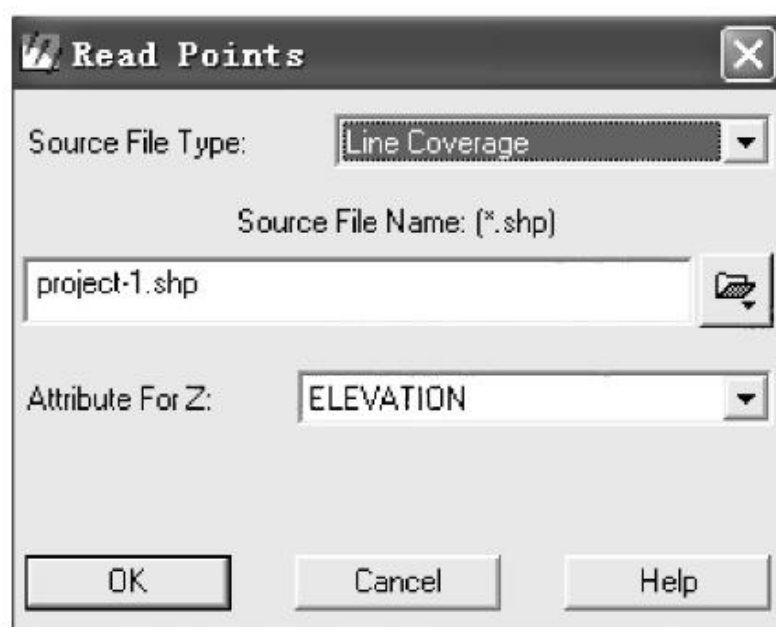 Read Points
Source File Type: Line Coverage
Source File Name: (*.shp)
project-1.shp
Attribute For Z: ELEVATION
OK Cancel Help